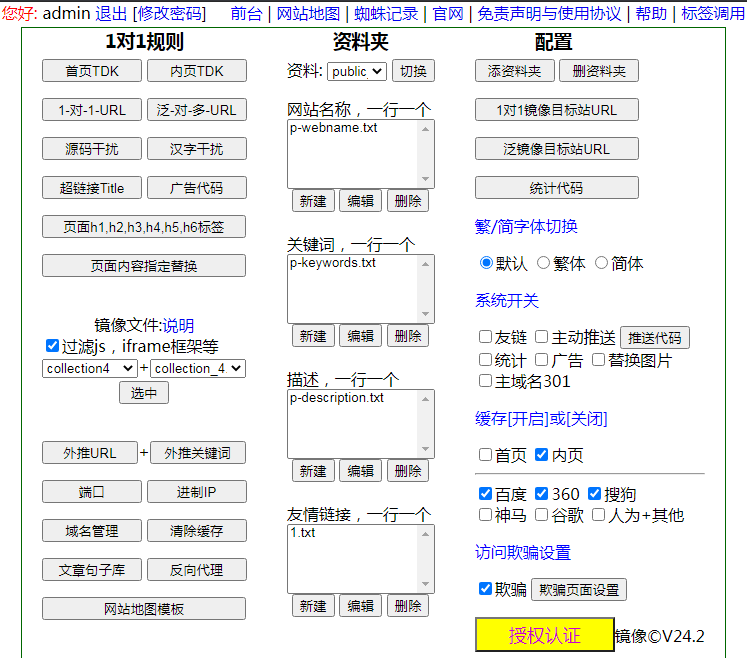 您好: admin 退出 [修改密码] 前台 | 网站地图 | 蜘蛛记录 | 官网 | 免责声明与使用协议 | 帮助 | 标签调用
1对1规则
首页TDK 内页TDK
1-对-1-URL 泛-对-多-URL
源码干扰 汉字干扰
超链接Title 广告代码
页面h1,h2,h3,h4,h5,h6标签
页面内容指定替换
镜像文件:说明
过滤js，iframe框架等
collection4 + collection_4.
选中
外推URL + 外推关键词
端口 进制IP
域名管理 清除缓存
文章句子库 反向代理
网站地图模板
资料夹
资料: public_ 切换
网站名称，一行一个
p-webname.txt
新建 编辑 删除
关键词，一行一个
p-keywords.txt
新建 编辑 删除
描述，一行一个
p-description.txt
新建 编辑 删除
友情链接，一行一个
1.txt
新建 编辑 删除
配置
添资料夹 删资料夹
1对1镜像目标站URL
泛镜像目标站URL
统计代码
繁/简字体切换
默认 繁体 简体
系统开关
友链 主动推送 推送代码
统计 广告 替换图片
主域名301
缓存[开启]或[关闭]
首页 内页
百度 360 搜狗
神马 谷歌 人为+其他
访问欺骗设置
欺骗 欺骗页面设置
授权认证 镜像©V24.2